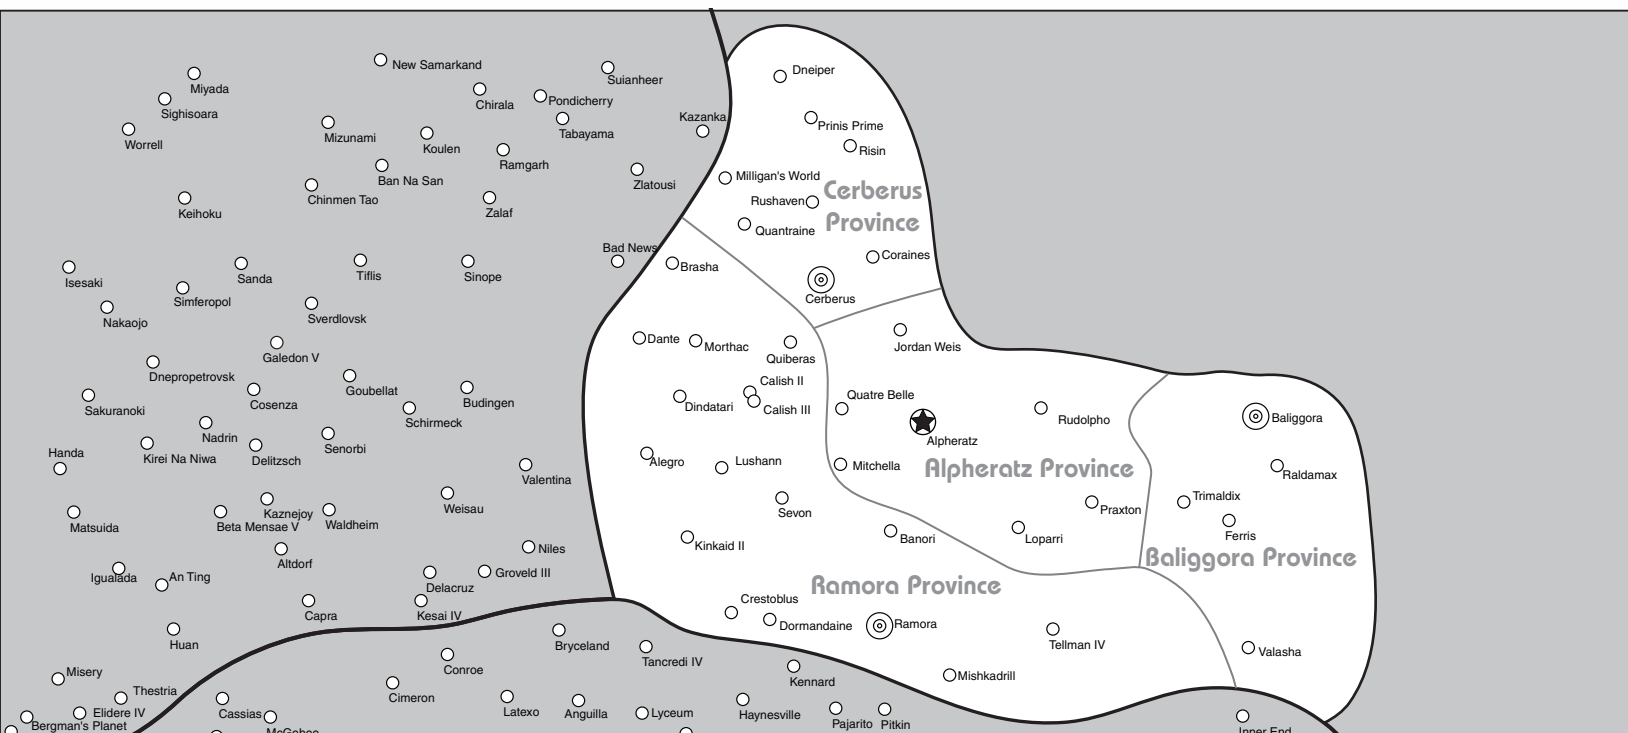 New Samarkand
Miyada
Sighisoara
Worrell
Suianheer
Chirala
Pondicherry
Tabayama
Kazanka
Mizunami
Koulen
Ramgarh
Ban Na San
Zlatousi
Chinmen Tao
Keihoku
Zalaf
Bad News
Isesaki
Sanda
Tiflis
Sinope
Simferopol
Nakaojo
Sverdlovsk
Galedon V
Dnepropetrovsk
Goubellat
Sakuranoki
Cosenza
Budingen
Schirmeck
Nadrin
Senorbi
Handa
Kirei Na Niwa
Delitzsch
Valentina
Kaznejoy
Weisau
Matsuida
Beta Mensae V
Waldheim
Niles
Altdorf
Igualada
An Ting
Groveld III
Delacruz
Capra
Kesai IV
Huan
Misery
Thestria
Elidere IV
Bergman's Planet
Dneiper
Prinis Prime
Risin
Milligan's World
Cerberus
Province
Rushaven
Quantraine
Coraines
Brasha
Cerberus
Dante
Morthac
Quiberas
Jordan Weis
Calish II
Calish III
Dindatari
Quatre Belle
Rudolpho
Alpheratz
Baliggora
Alegro
Lushann
Mitchella
Alpheratz Province
Raldamax
Sevon
Praxton
Trimaldix
Kinkaid II
Banori
Loparri
Ferris
Baliggora Province
Ramora Province
Crestoblus
Dormandaine
Ramora
Tellman IV
Valasha
Mishkadrill
Bryceland
Tancredi IV
Conroe
Cimeron
Kennard
Cassias
McGehee
Latexo
Anguilla
Lyceum
Haynesville
Pajarito
Pitkin
Inner End